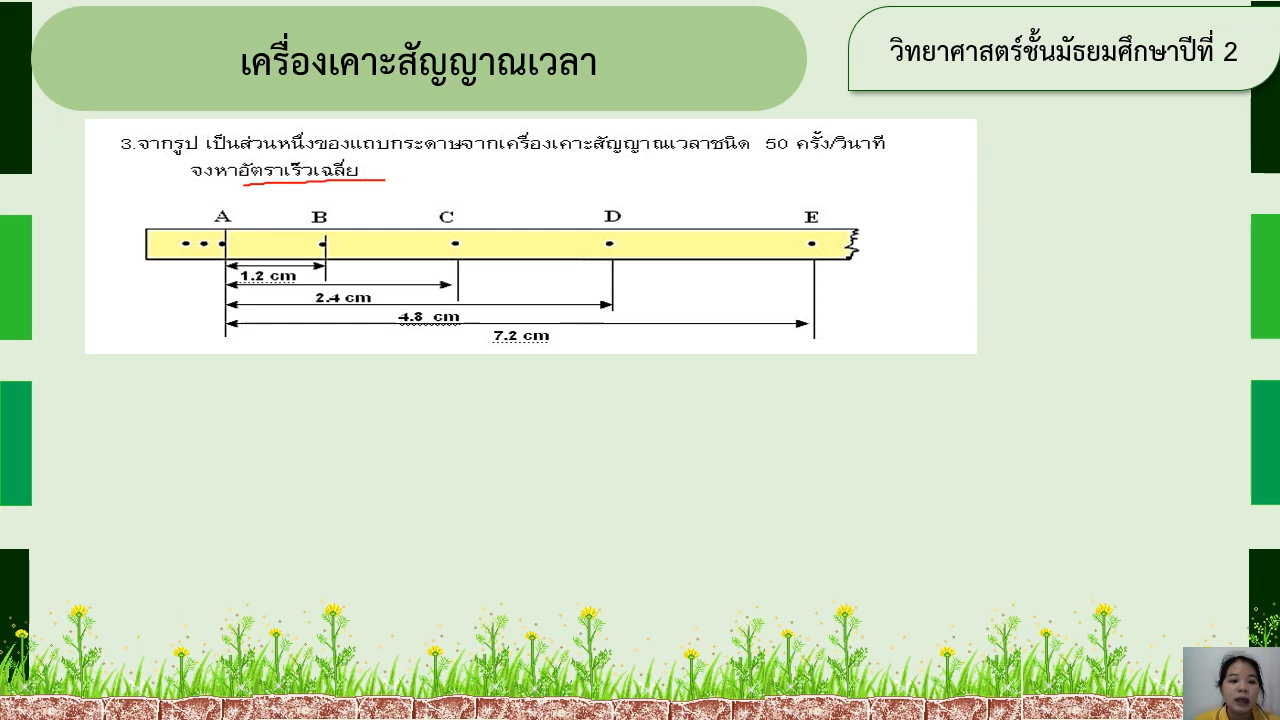 เครื่องเคาะสัญญาณเวลา
วิทยาศาสตร์ชั้นมัธยมศึกษาปีที่ 2
3.จากรูป เป็นส่วนหนึ่งของแถบกระดาษจากเครื่องเคาะสัญญาณเวลาชนิด 50 ครั้ง/วินาที
จงหาอัตราเร็วเฉลี่ย
A B C D E
1.2 cm
2.4 cm
4.8 cm
7.2 cm